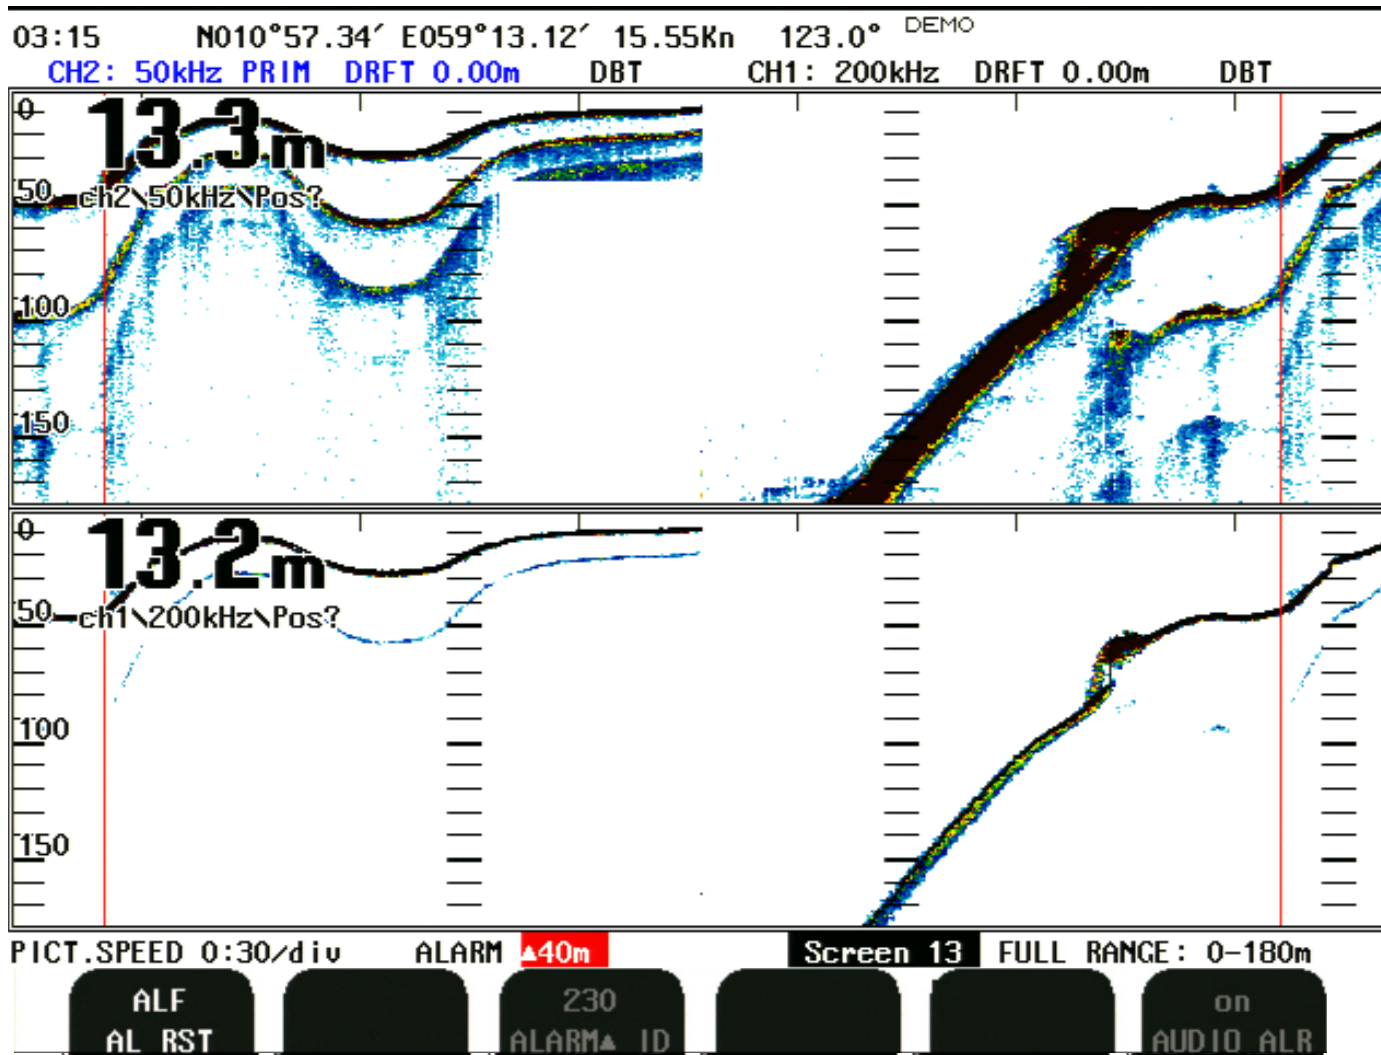 03:15 N010°57.34′ E059°13.12′ 15.55Kn 123.0° DEMO
CH2: 50kHz PRIM DRFT 0.00m DBT CH1: 200kHz DRFT 0.00m DBT
0
13.3m
50
ch2\50kHz\Pos?
100
150
0
13.2m
50
ch1\200kHz\Pos?
100
150
PICT.SPEED 0:30/div ALARM ▲40m Screen 13 FULL RANGE: 0-180m
ALF 230 on
AL RST ALARM▲ ID AUDIO ALR